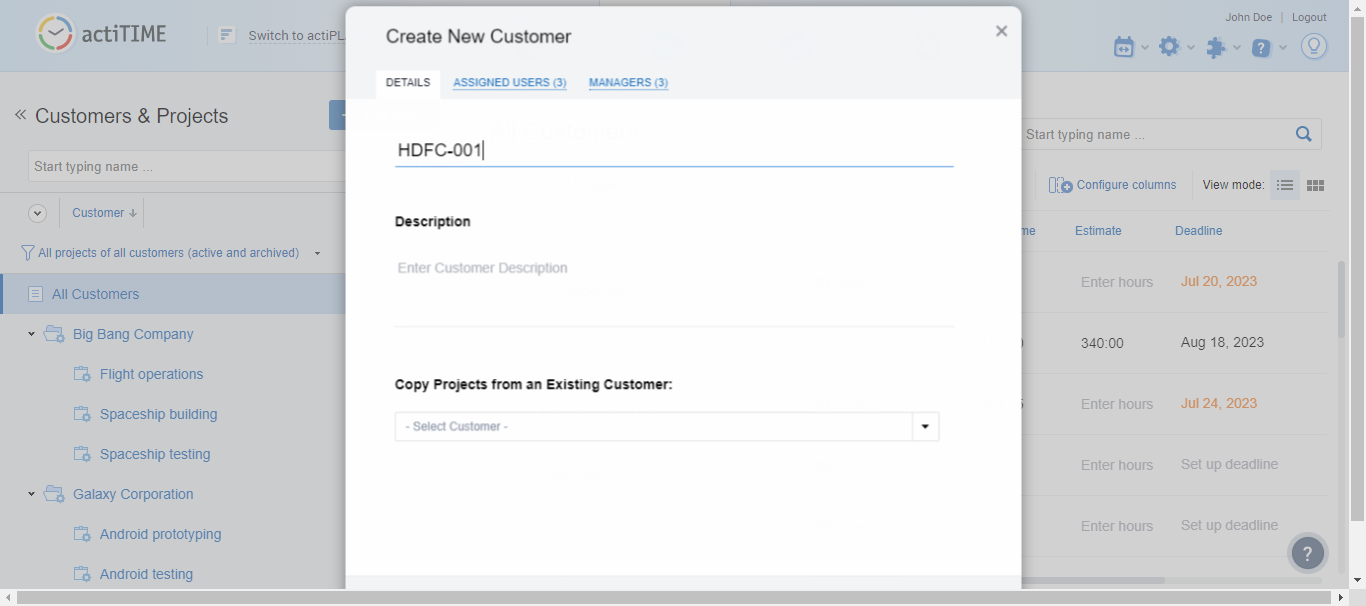 actiTIME
Switch to actiPL
John Doe | Logout
Create New Customer
DETAILS ASSIGNED USERS (3) MANAGERS (3)
Customers & Projects
HDFC-001
Start typing name ...
Start typing name ...
Customer
Configure columns
View mode:
Description
Estimate
Deadline
All projects of all customers (active and archived)
Enter Customer Description
Enter hours
Jul 20, 2023
All Customers
Big Bang Company
340:00
Aug 18, 2023
Flight operations
Copy Projects from an Existing Customer:
Enter hours
Jul 24, 2023
Spaceship building
- Select Customer -
Spaceship testing
Enter hours
Set up deadline
Galaxy Corporation
Android prototyping
Enter hours
Set up deadline
Android testing
?